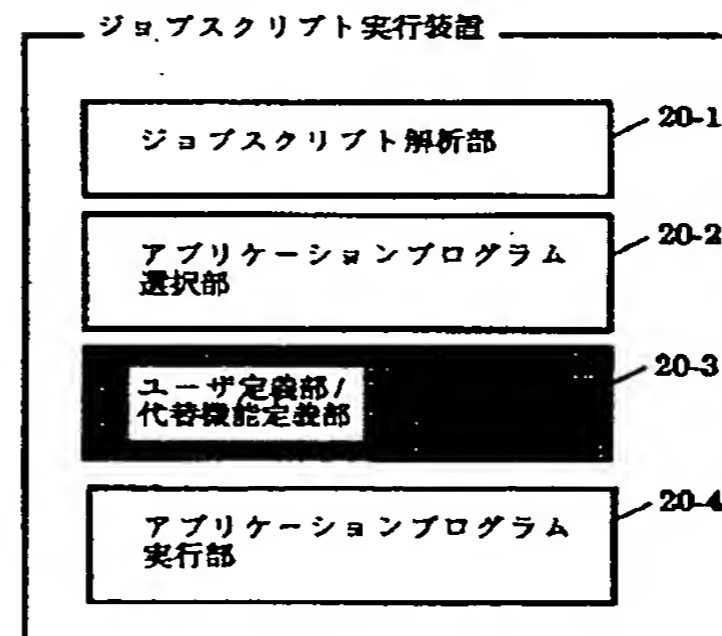 ジョブスクリプト実行装置
ジョブスクリプト解析部
20-1
アプリケーションプログラム
選択部
20-2
ユーザ定義部/
代替機能定義部
20-3
アプリケーションプログラム
実行部
20-4